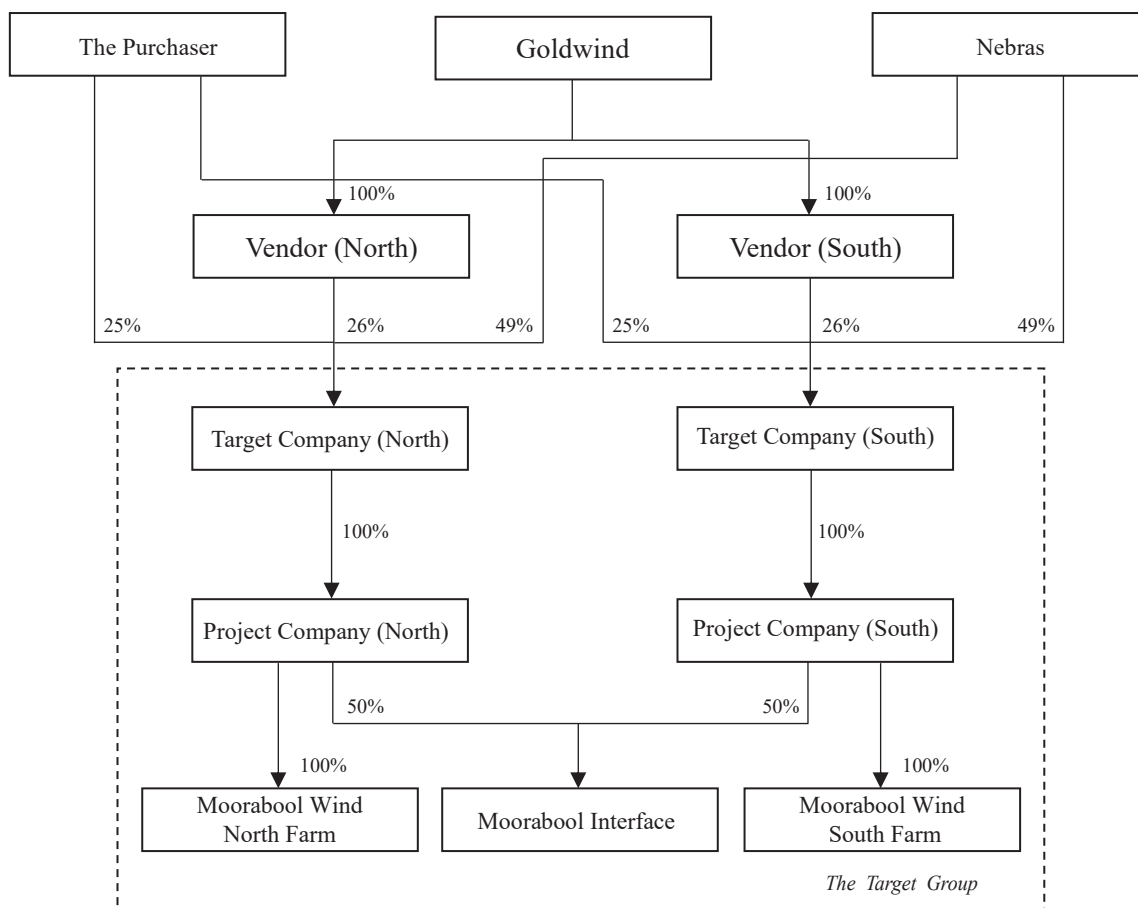 The Purchaser
Goldwind
Nebras
100%
100%
Vendor (North)
Vendor (South)
25%
26%
49%
25%
26%
49%
Target Company (North)
Target Company (South)
100%
100%
Project Company (North)
Project Company (South)
50%
50%
100%
100%
Moorabool Wind
North Farm
Moorabool Interface
Moorabool Wind
South Farm
The Target Group